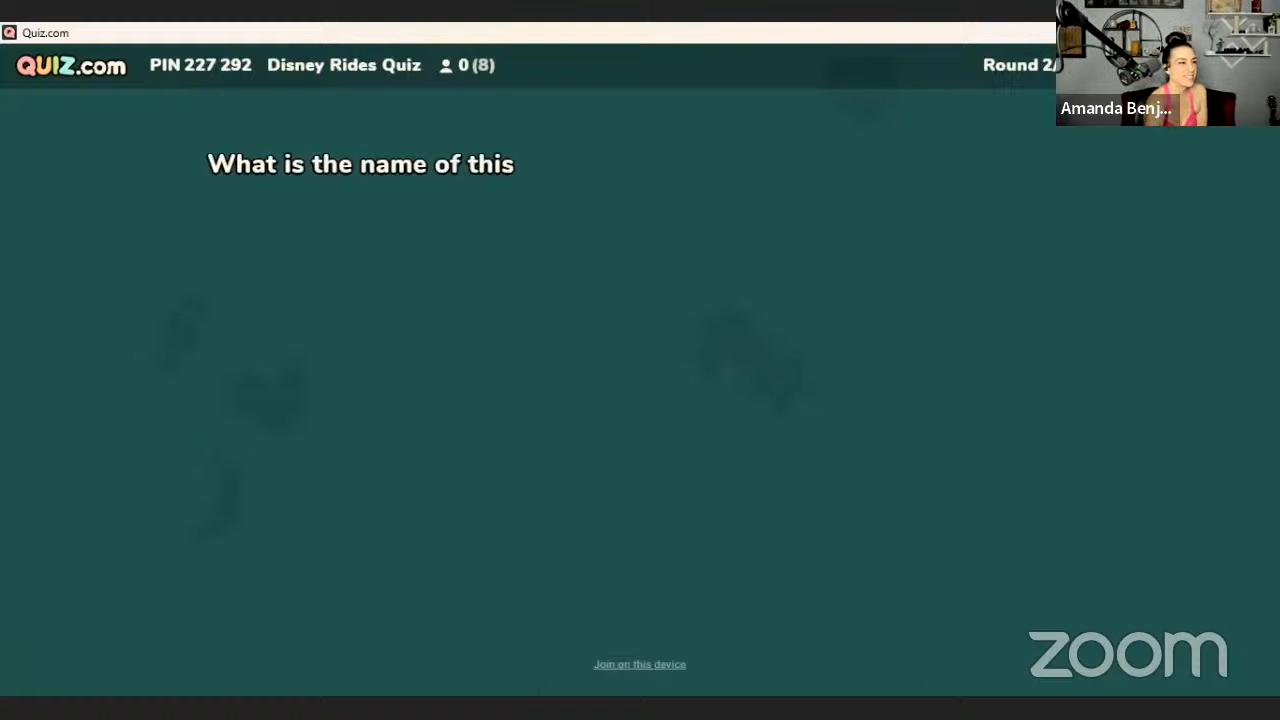 Quiz.com
QUIZ.com PIN 227 292 Disney Rides Quiz 0 (8) Round 2/
Amanda Benj...
What is the name of this
Join on this device
zoom